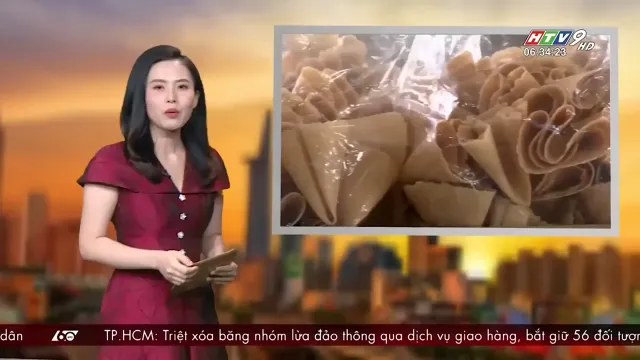 HTV9 HD
06:34:23
dân 60 TP.HCM: Triệt xóa băng nhóm lừa đảo thông qua dịch vụ giao hàng, bắt giữ 56 đối tượ